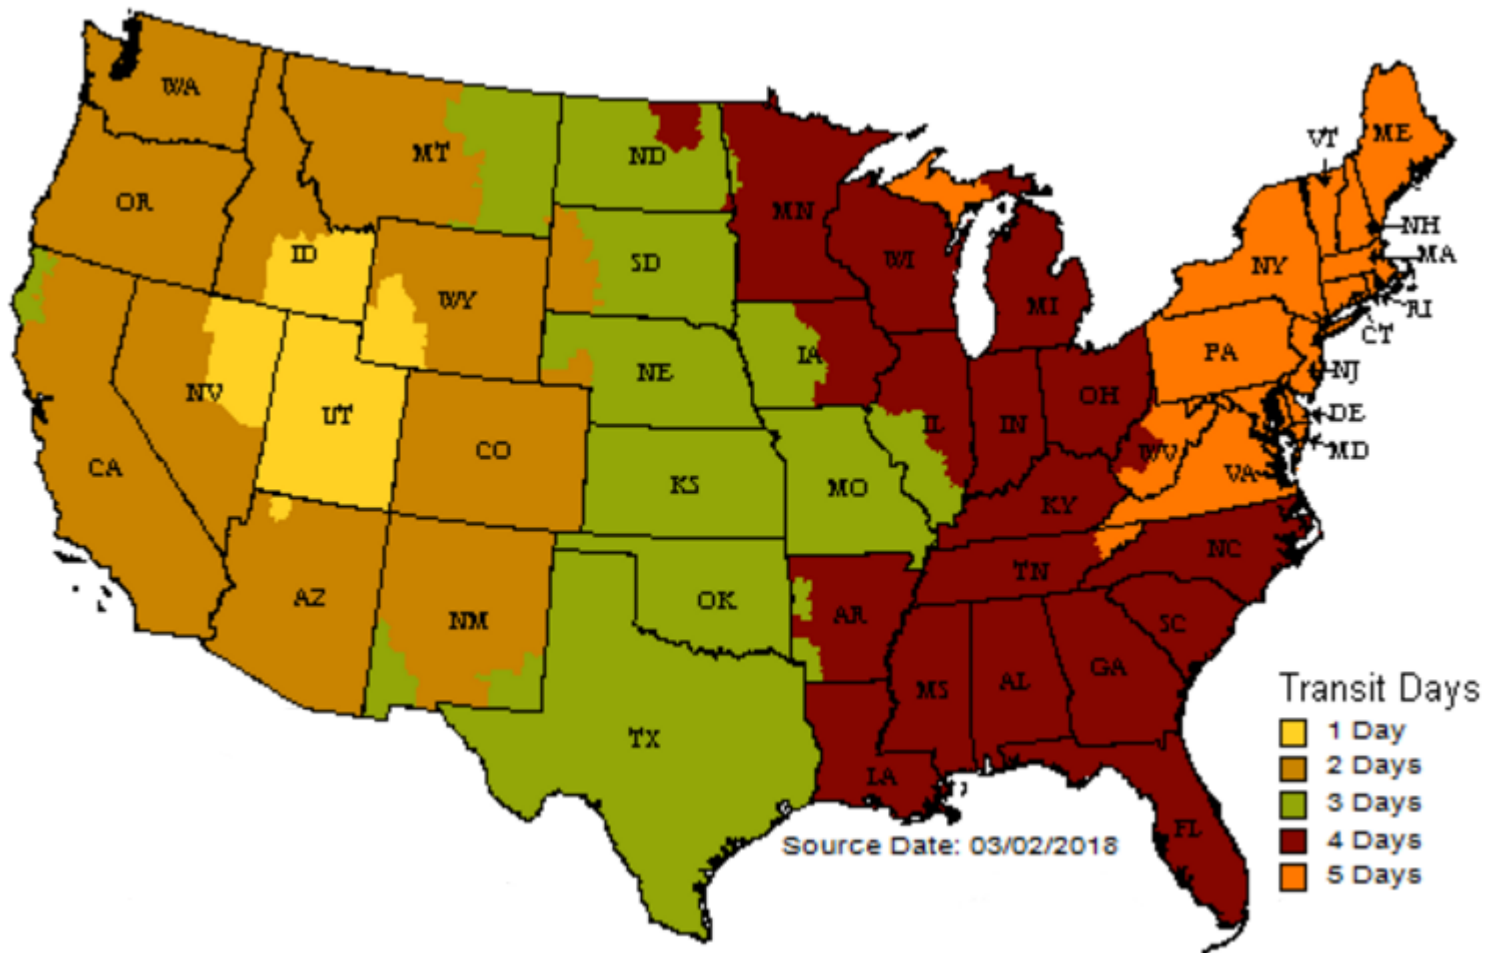 WA
MT
ND
VT
ME
OR
MN
NH
ID
SD
WI
NY
MA
WY
MI
RI
CT
NV
UT
NE
IA
PA
NJ
OH
IL
IN
DE
CO
WV
MD
CA
KS
MO
VA
KY
NC
AZ
NM
OK
AR
TN
SC
MS
AL
GA
TX
LA
FL
Transit Days
1 Day
2 Days
3 Days
4 Days
5 Days
Source Date: 03/02/2018